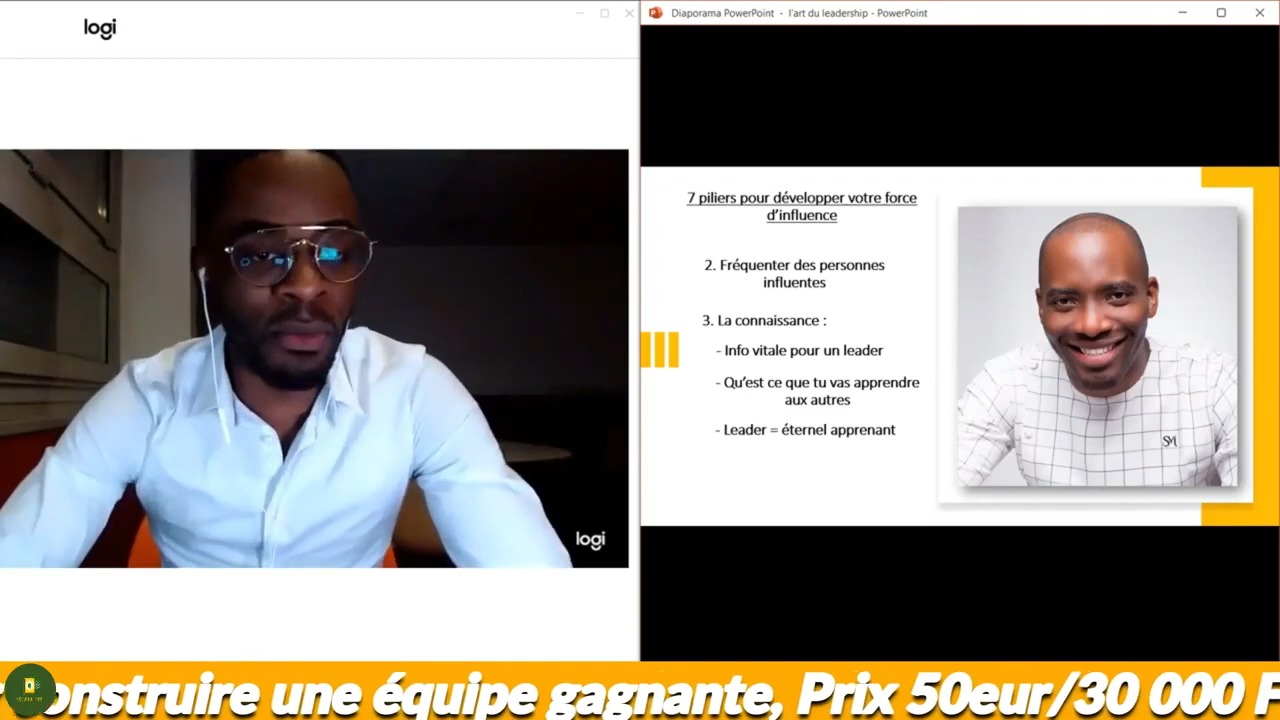 logi
Diaporama PowerPoint - l'art du leadership - PowerPoint
7 piliers pour développer votre force
d'influence
2. Fréquenter des personnes
influentes
3. La connaissance :
- Info vitale pour un leader
- Qu'est ce que tu vas apprendre
aux autres
- Leader = éternel apprenant
SM
logi
onstruire une équipe gagnante, Prix 50eur/30 000 F